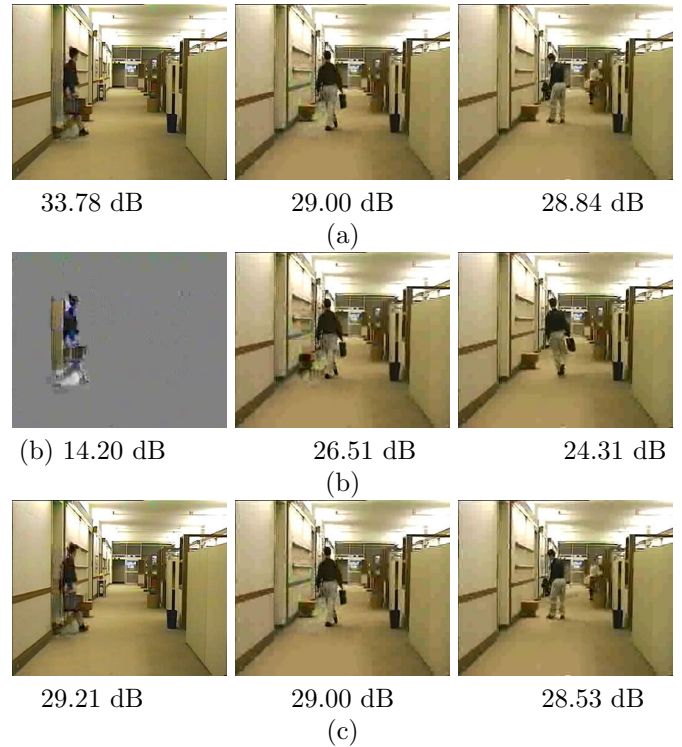 33.78 dB 29.00 dB 28.84 dB
(a)
(b) 14.20 dB 26.51 dB 24.31 dB
(b)
29.21 dB 29.00 dB 28.53 dB
(c)